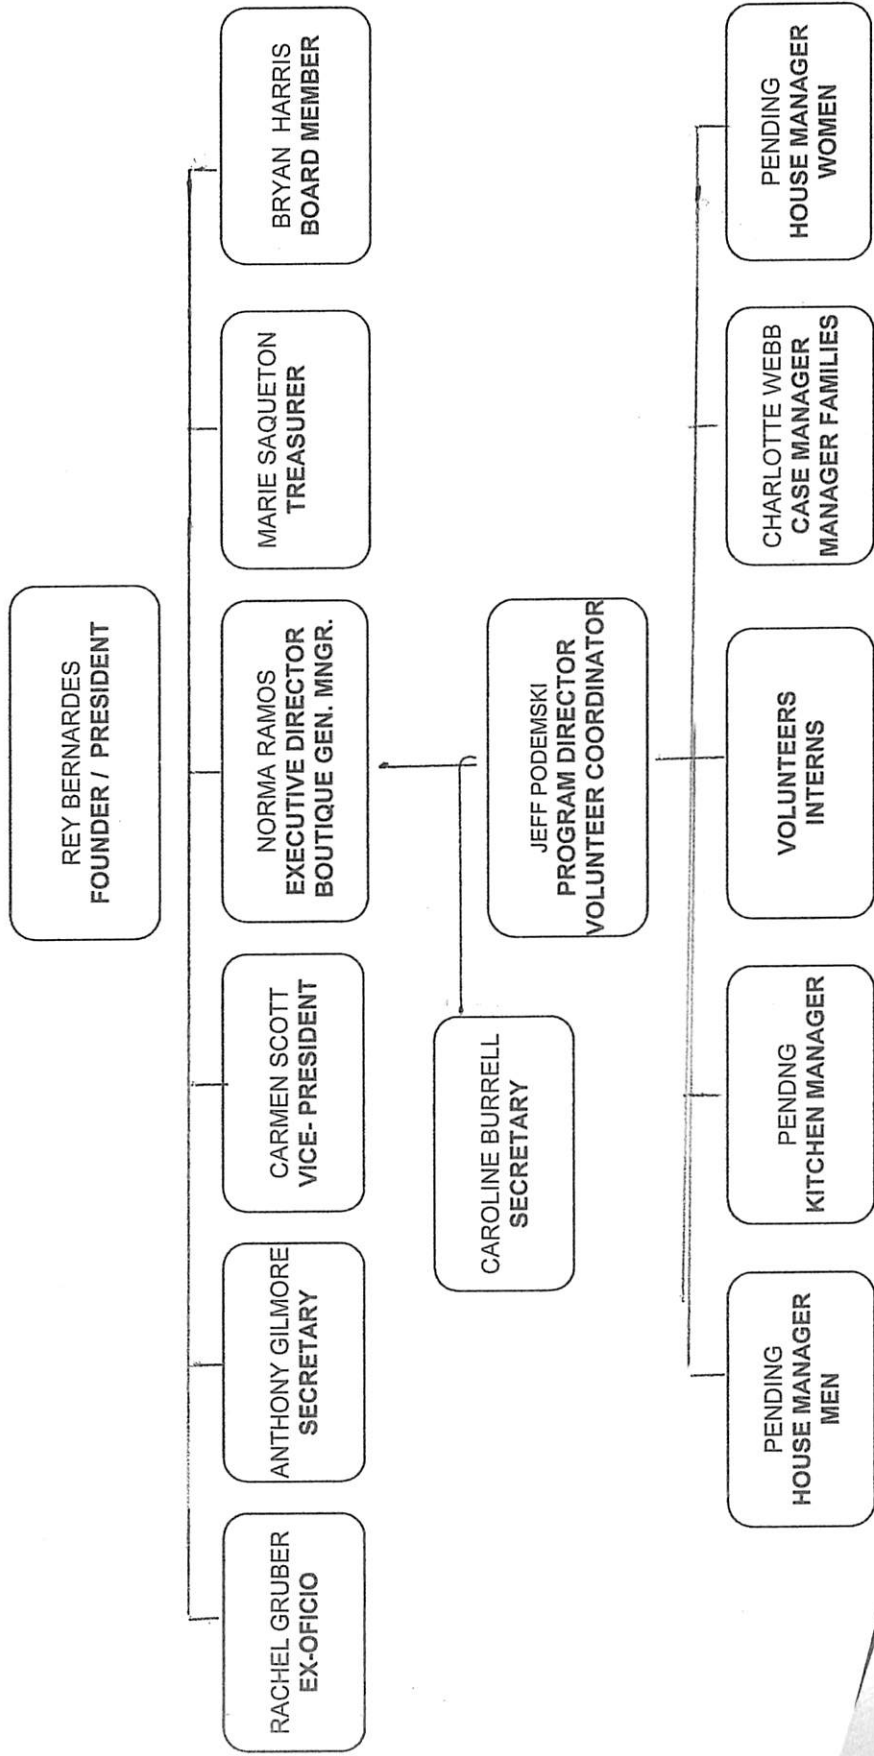 REY BERNARDES
FOUNDER / PRESIDENT
RACHEL GRUBER
EX-OFICIO
ANTHONY GILMORE
SECRETARY
CARMEN SCOTT
VICE- PRESIDENT
NORMA RAMOS
EXECUTIVE DIRECTOR
BOUTIQUE GEN. MNGR.
MARIE SAQUETON
TREASURER
BRYAN HARRIS
BOARD MEMBER
CAROLINE BURRELL
SECRETARY
JEFF PODEMSKI
PROGRAM DIRECTOR
VOLUNTEER COORDINATOR
PENDING
HOUSE MANAGER
MEN
PENDNG
KITCHEN MANAGER
VOLUNTEERS
INTERNS
CHARLOTTE WEBB
CASE MANAGER
MANAGER FAMILIES
PENDING
HOUSE MANAGER
WOMEN